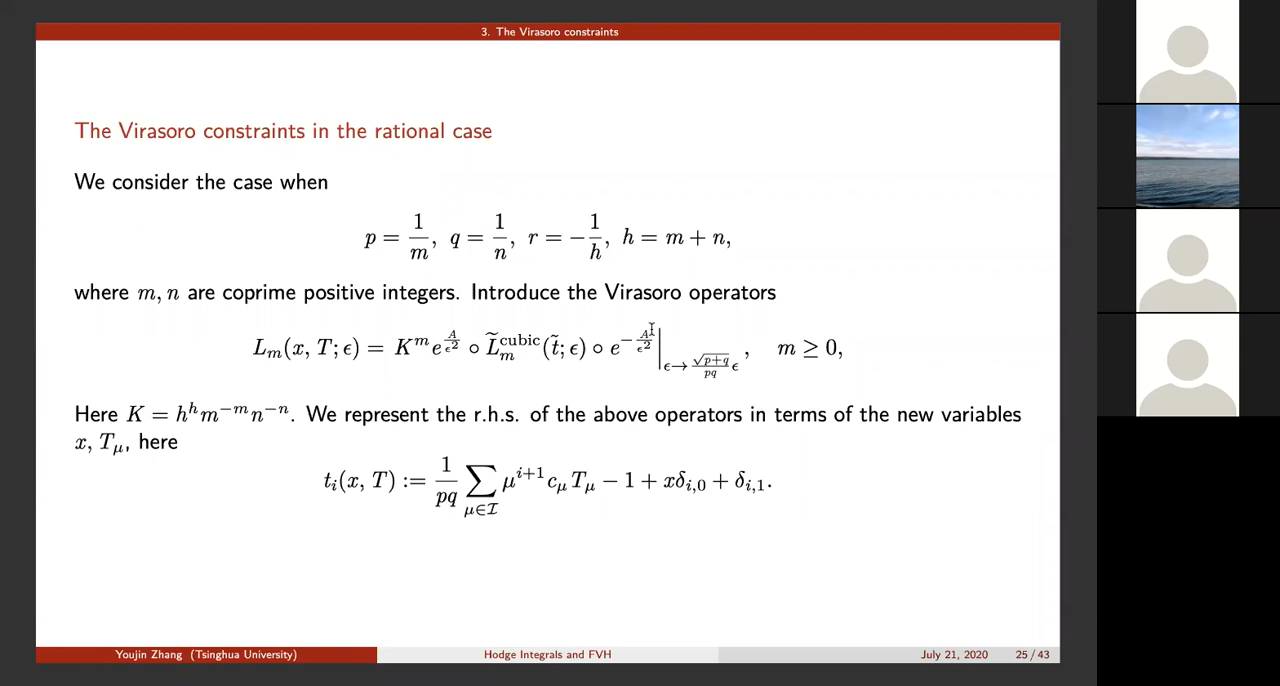 3. The Virasoro constraints
The Virasoro constraints in the rational case
We consider the case when
p = 1/m, q = 1/n, r = −1/h, h = m + n,
where m, n are coprime positive integers. Introduce the Virasoro operators
L_m(x, T; ϵ) = K^m e^{A/ϵ^2} ∘ L̃_m^{cubic}(t̃; ϵ) ∘ e^{−A/ϵ^2}|_{ϵ→ √(p+q)/(pq) ϵ}, m ≥ 0,
Here K = h^h m^{−m} n^{−n}. We represent the r.h.s. of the above operators in terms of the new variables
x, T_μ, here
t_i(x, T) := 1/(pq) ∑_{μ∈ℐ} μ^{i+1} c_μ T_μ − 1 + xδ_{i,0} + δ_{i,1}.
Youjin Zhang (Tsinghua University) Hodge Integrals and FVH July 21, 2020 25 / 43